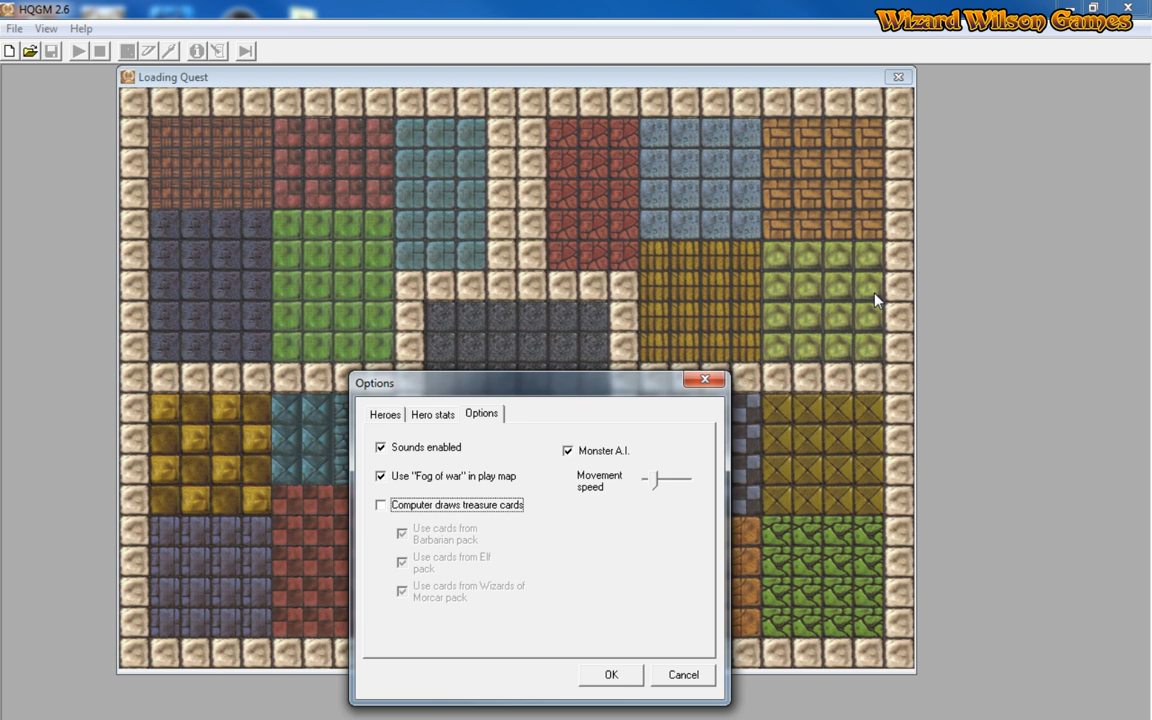 HQGM 2.6
Wizard Wilson Games
File View Help
Loading Quest
Options
Heroes Hero stats Options
Sounds enabled
Monster A.I.
Use "Fog of war" in play map
Movement
speed
Computer draws treasure cards
Use cards from
Barbarian pack
Use cards from Elf
pack
Use cards from Wizards of
Morcar pack
OK Cancel